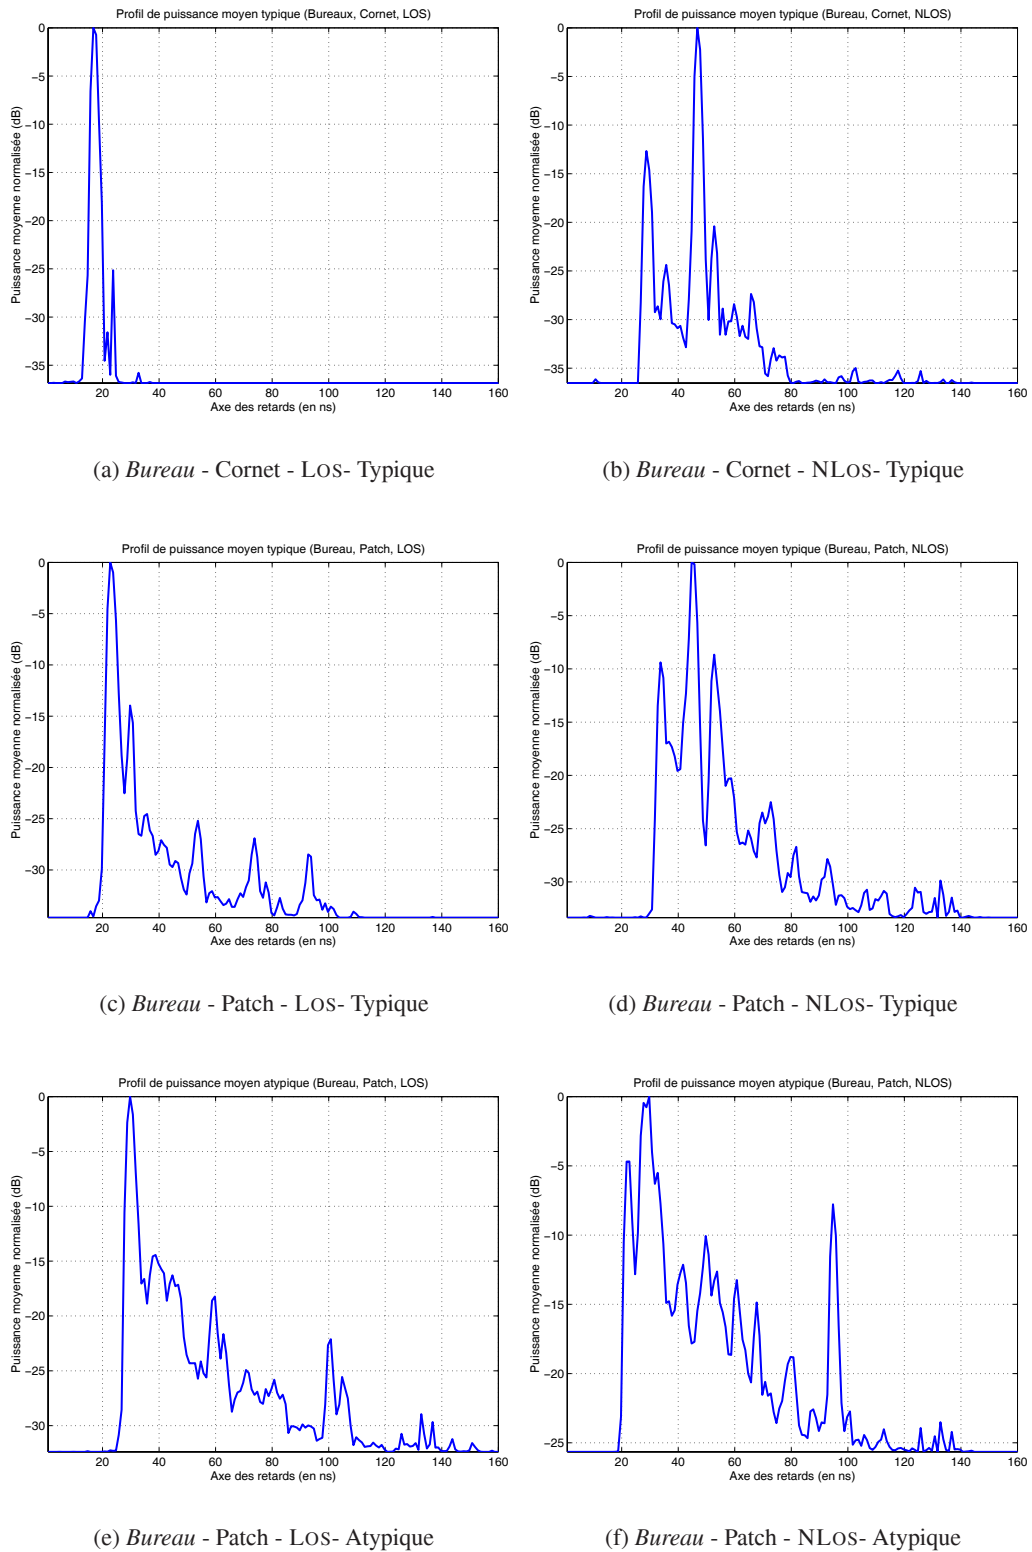 Profil de puissance moyen typique (Bureaux, Cornet, LOS)
Puissance moyenne normalisée (dB)
0
−5
−10
−15
−20
−25
−30
−35
20 40 60 80 100 120 140 160
Axe des retards (en ns)
(a) Bureau - Cornet - LOS- Typique
Profil de puissance moyen typique (Bureau, Cornet, NLOS)
Puissance moyenne normalisée (dB)
0
−5
−10
−15
−20
−25
−30
−35
20 40 60 80 100 120 140 160
Axe des retards (en ns)
(b) Bureau - Cornet - NLOS- Typique
Profil de puissance moyen typique (Bureau, Patch, LOS)
Puissance moyenne normalisée (dB)
0
−5
−10
−15
−20
−25
−30
20 40 60 80 100 120 140 160
Axe des retards (en ns)
(c) Bureau - Patch - LOS- Typique
Profil de puissance moyen typique (Bureau, Patch, NLOS)
Puissance moyenne normalisée (dB)
0
−5
−10
−15
−20
−25
−30
20 40 60 80 100 120 140 160
Axe des retards (en ns)
(d) Bureau - Patch - NLOS- Typique
Profil de puissance moyen atypique (Bureau, Patch, LOS)
Puissance moyenne normalisée (dB)
0
−5
−10
−15
−20
−25
−30
20 40 60 80 100 120 140 160
Axe des retards (en ns)
(e) Bureau - Patch - LOS- Atypique
Profil de puissance moyen atypique (Bureau, Patch, NLOS)
Puissance moyenne normalisée (dB)
0
−5
−10
−15
−20
−25
20 40 60 80 100 120 140 160
Axe des retards (en ns)
(f) Bureau - Patch - NLOS- Atypique